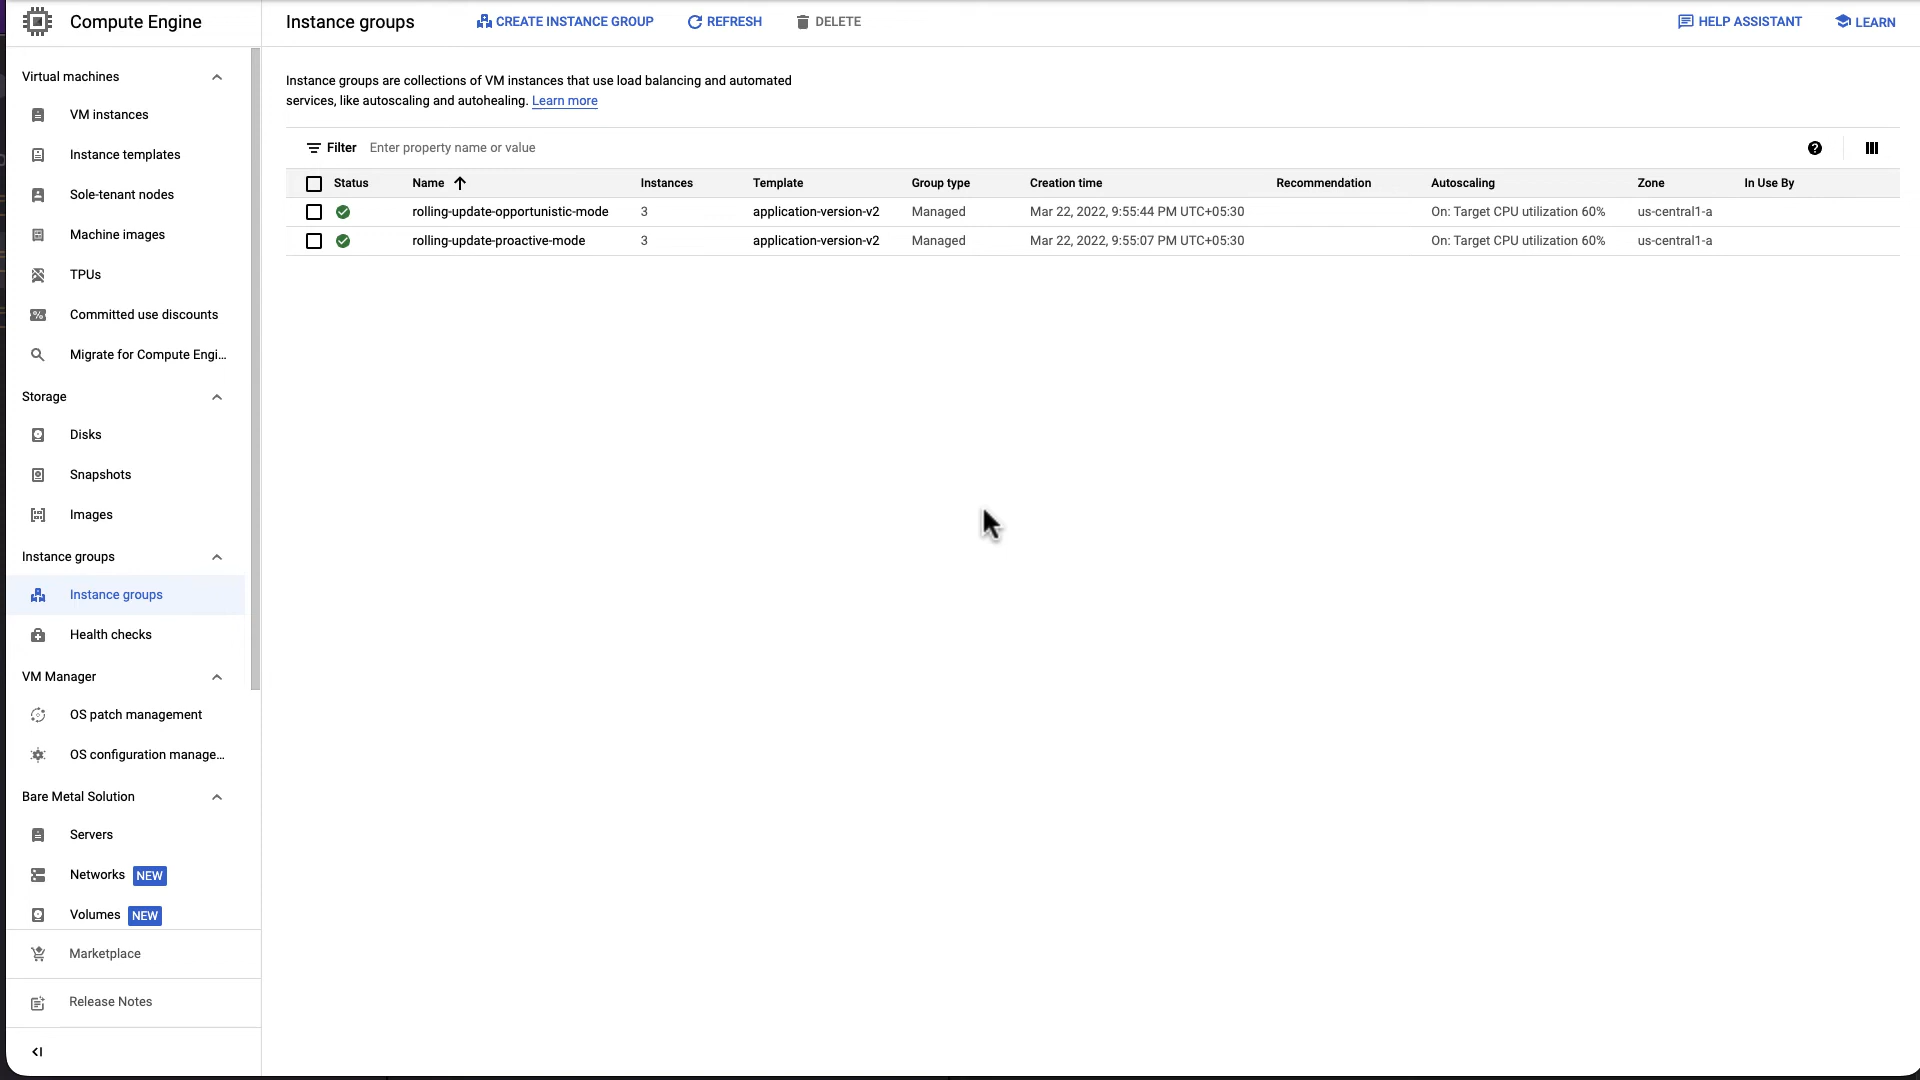 Compute Engine
Instance groups
CREATE INSTANCE GROUP
REFRESH
DELETE
HELP ASSISTANT
LEARN
Virtual machines
VM instances
Instance templates
Sole-tenant nodes
Machine images
TPUs
Committed use discounts
Migrate for Compute Engi...
Storage
Disks
Snapshots
Images
Instance groups
Instance groups
Health checks
VM Manager
OS patch management
OS configuration manage...
Bare Metal Solution
Servers
Networks NEW
Volumes NEW
Marketplace
Release Notes
Instance groups are collections of VM instances that use load balancing and automated
services, like autoscaling and autohealing. Learn more
Filter Enter property name or value
Status Name Instances Template Group type Creation time Recommendation Autoscaling Zone In Use By
rolling-update-opportunistic-mode 3 application-version-v2 Managed Mar 22, 2022, 9:55:44 PM UTC+05:30 On: Target CPU utilization 60% us-central1-a
rolling-update-proactive-mode 3 application-version-v2 Managed Mar 22, 2022, 9:55:07 PM UTC+05:30 On: Target CPU utilization 60% us-central1-a